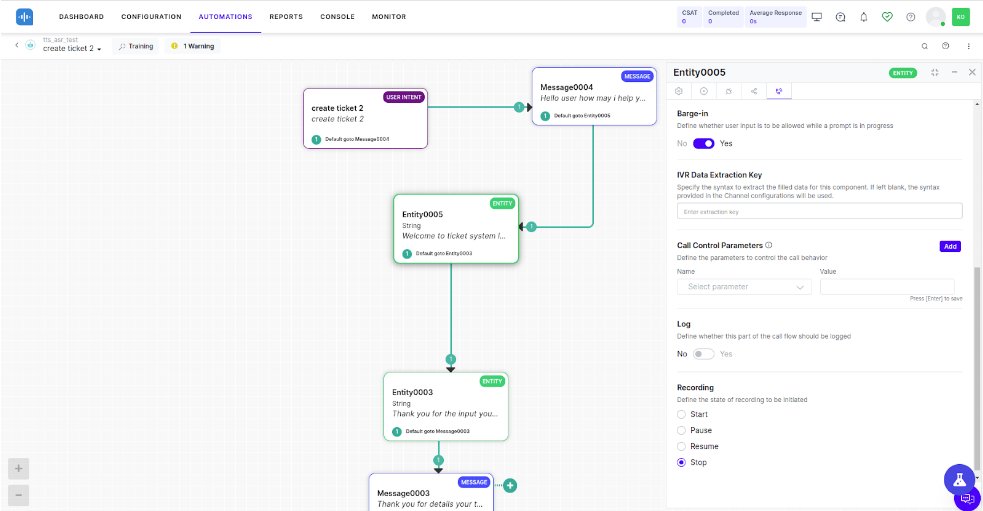 DASHBOARD CONFIGURATION AUTOMATIONS REPORTS CONSOLE MONITOR
CSAT Completed Average Response
0 0 0s
KG
tts_asr_test
create ticket 2
Training
1 Warning
USER INTENT
create ticket 2
create ticket 2
1 Default goto Message0004
1
MESSAGE
Message0004
Hello user how may i help y...
1 Default goto Entity0005
1
ENTITY
Entity0005
String
Welcome to ticket system i...
1 Default goto Entity0003
1
ENTITY
Entity0003
String
Thank you for the input you...
1 Default goto Message0003
1
MESSAGE
Message0003
Thank you for details your t...
Entity0005
ENTITY
Barge-in
Define whether user input is to be allowed while a prompt is in progress
No Yes
IVR Data Extraction Key
Specify the syntax to extract the filled data for this component. If left blank, the syntax
provided in the Channel configurations will be used.
Enter extraction key
Call Control Parameters
Add
Define the parameters to control the call behavior
Name Value
Select parameter
Press [Enter] to save
Log
Define whether this part of the call flow should be logged
No Yes
Recording
Define the state of recording to be initiated
Start
Pause
Resume
Stop